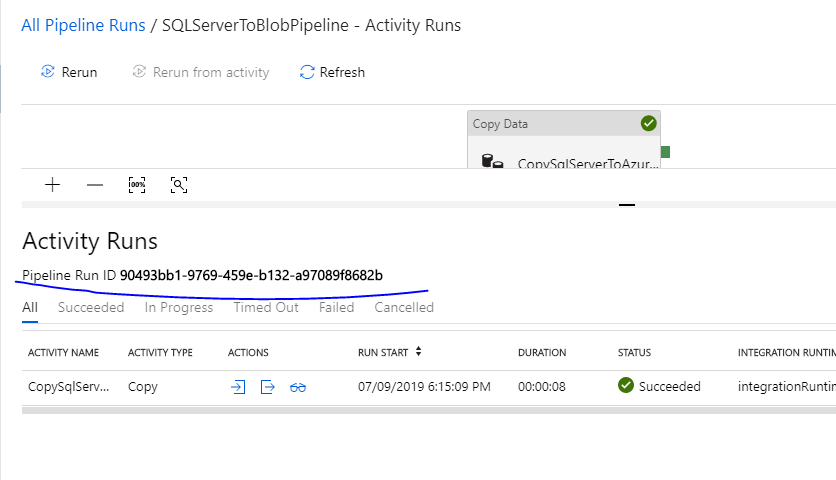 All Pipeline Runs / SQLServerToBlobPipeline - Activity Runs
Rerun Rerun from activity Refresh
Copy Data
CopySqlServerToAzur...
100%
Activity Runs
Pipeline Run ID 90493bb1-9769-459e-b132-a97089f8682b
All Succeeded In Progress Timed Out Failed Cancelled
ACTIVITY NAME ACTIVITY TYPE ACTIONS RUN START DURATION STATUS INTEGRATION RUNTIM
CopySqlServ... Copy 07/09/2019 6:15:09 PM 00:00:08 Succeeded integrationRuntin